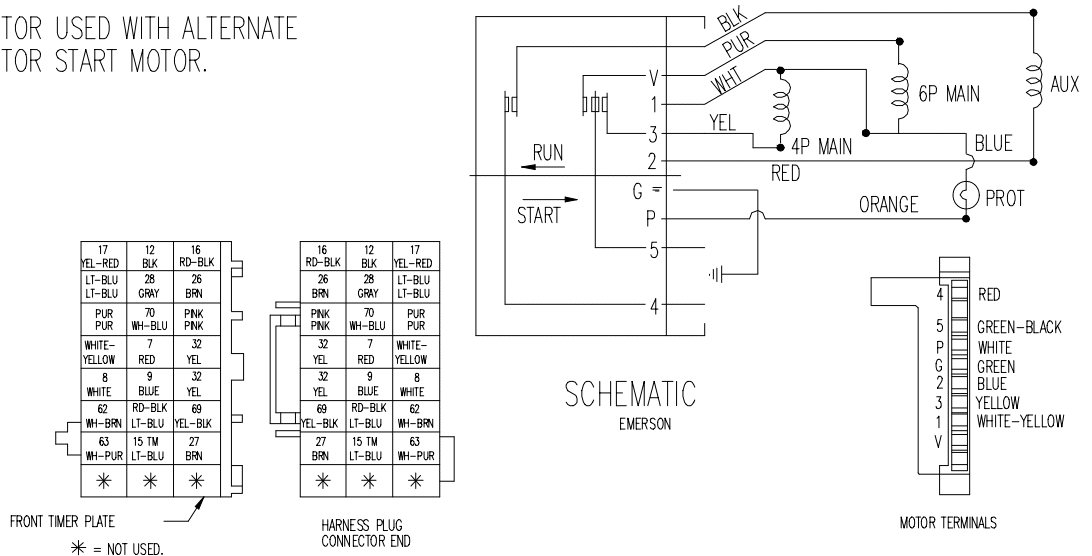 TOR USED WITH ALTERNATE
TOR START MOTOR.
BLK
PUR
WHT
YEL
V
1
3
2
G
P
5
4
RUN
START
4P MAIN
RED
6P MAIN
AUX
BLUE
PROT
ORANGE
SCHEMATIC
EMERSON
17 12 16
YEL-RED BLK RD-BLK
LT-BLU 28 26
LT-BLU GRAY BRN
PUR 70 PINK
PUR WH-BLU PINK
WHITE- 7 32
YELLOW RED YEL
8 9 32
WHITE BLUE YEL
62 RD-BLK 69
WH-BRN LT-BLU YEL-BLK
63 15 TM 27
WH-PUR LT-BLU BRN
✳ ✳ ✳
FRONT TIMER PLATE
✳ = NOT USED.
16 12 17
RD-BLK BLK YEL-RED
26 28 LT-BLU
BRN GRAY LT-BLU
PINK 70 PUR
PINK WH-BLU PUR
32 7 WHITE-
YEL RED YELLOW
32 9 8
YEL BLUE WHITE
69 RD-BLK 62
YEL-BLK LT-BLU WH-BRN
27 15 TM 63
BRN LT-BLU WH-PUR
✳ ✳ ✳
HARNESS PLUG
CONNECTOR END
4 RED
5 GREEN-BLACK
P WHITE
G GREEN
2 BLUE
3 YELLOW
1 WHITE-YELLOW
V
MOTOR TERMINALS